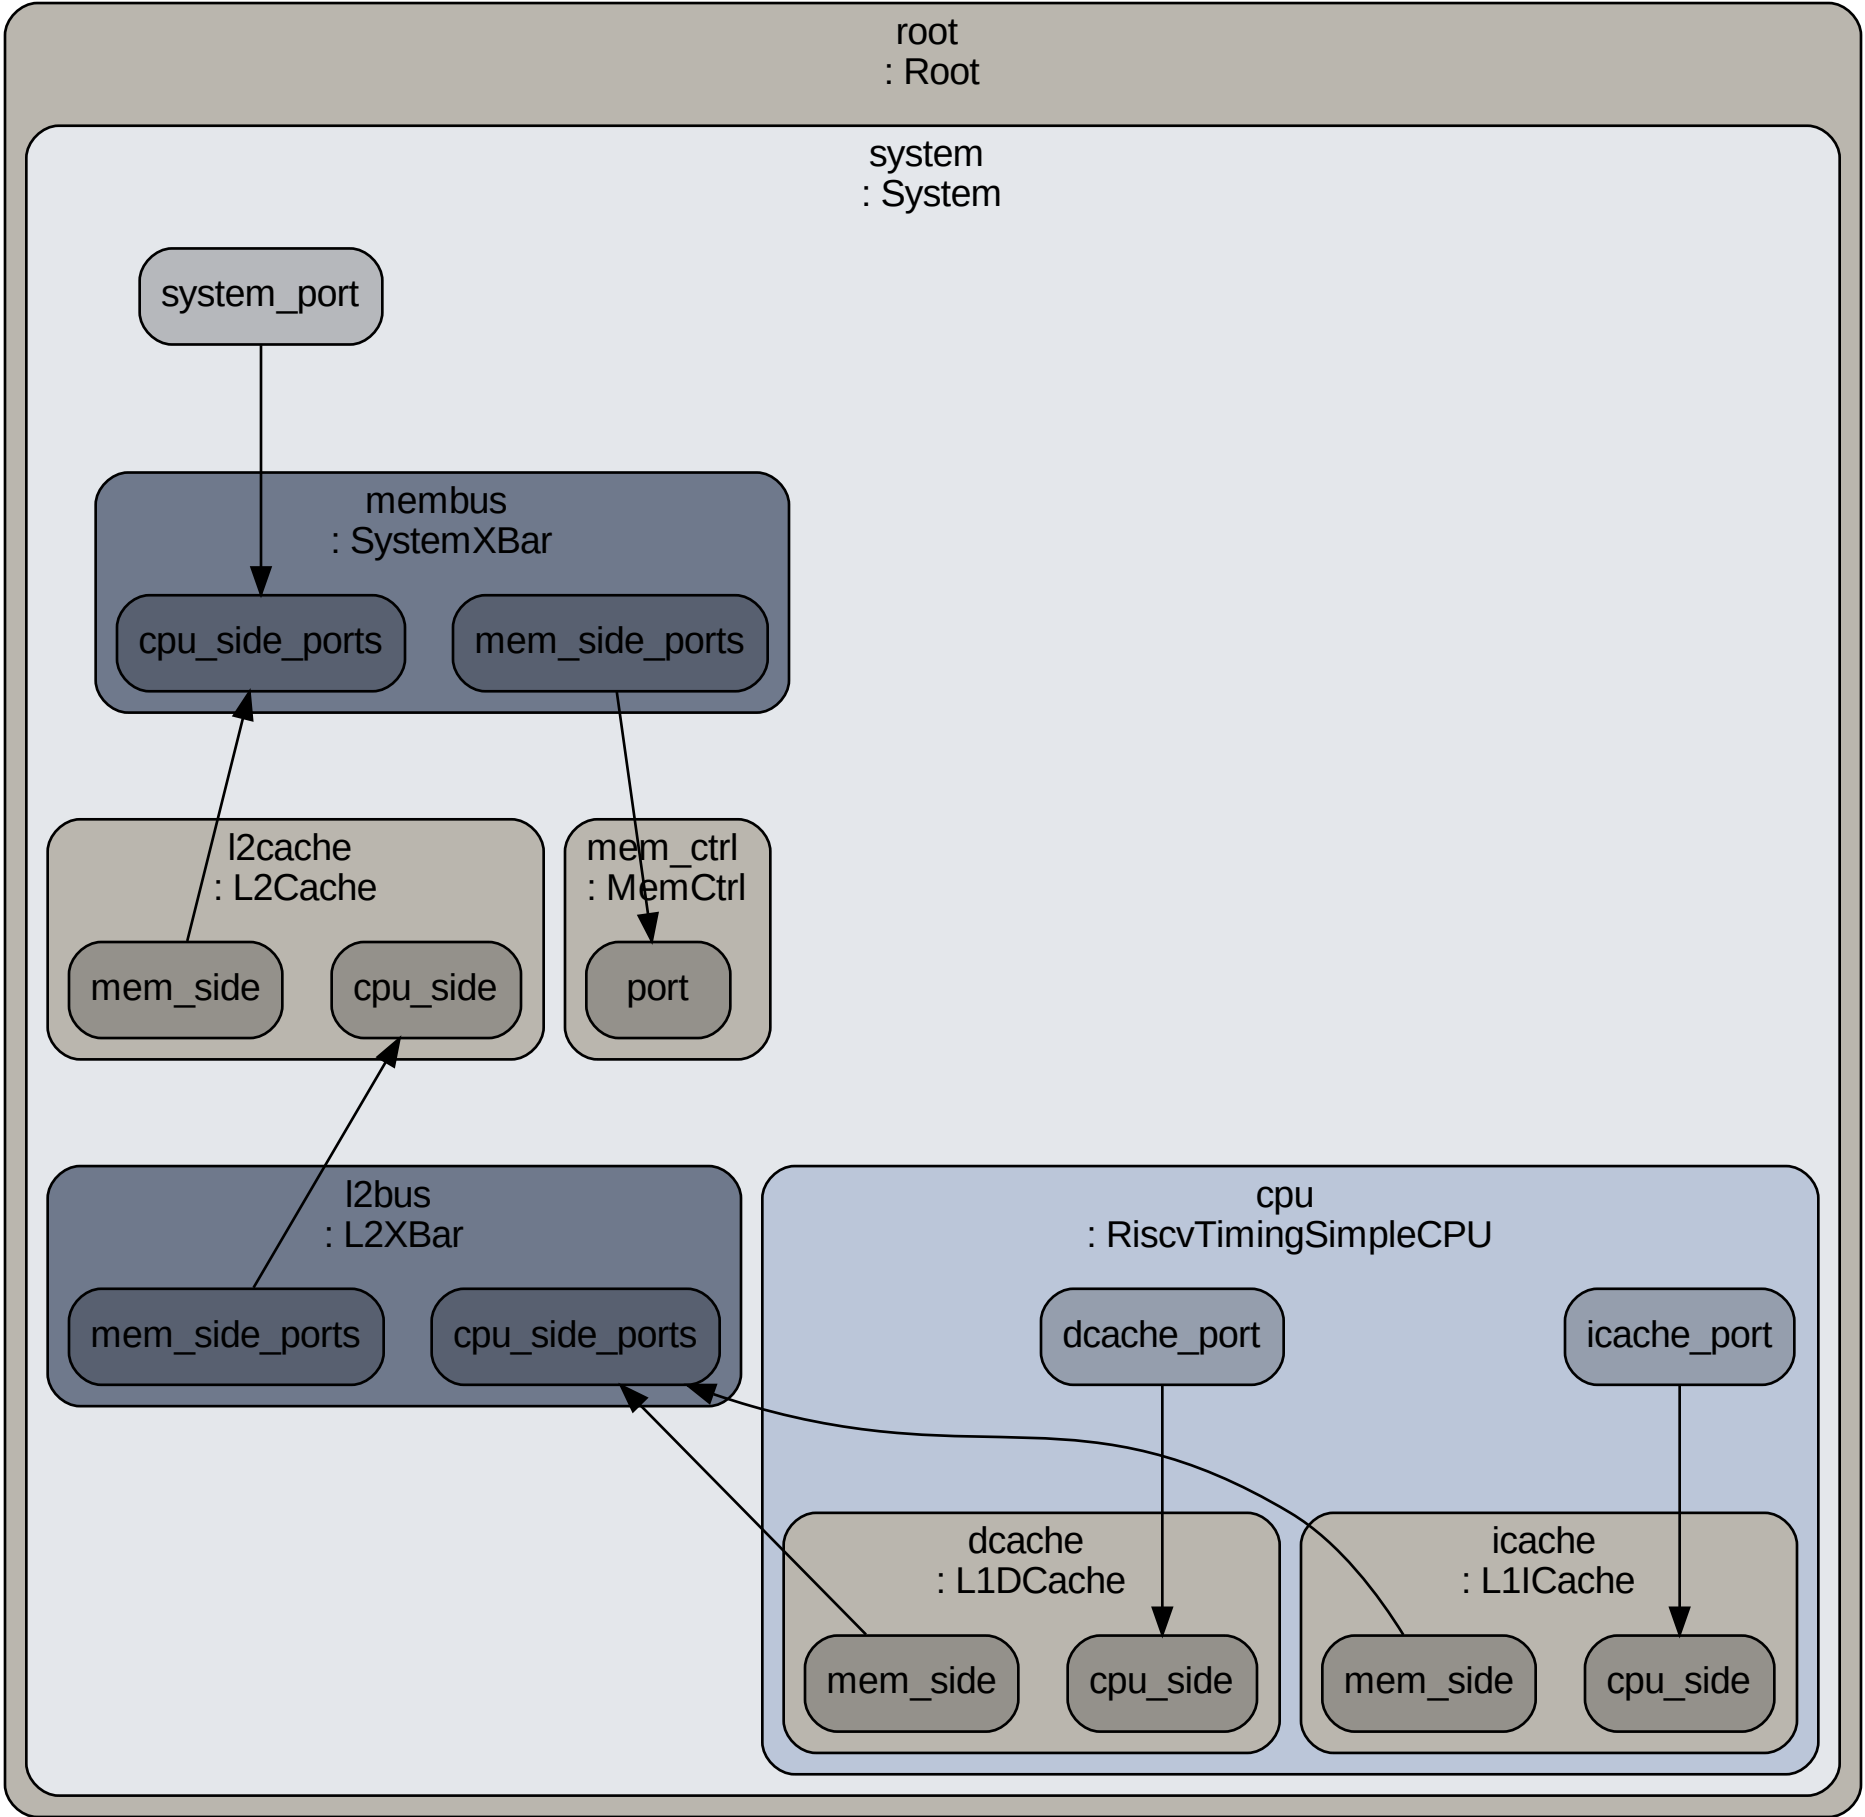 root
: Root
system
: System
system_port
membus
: SystemXBar
cpu_side_ports
mem_side_ports
l2cache
: L2Cache
mem_side
cpu_side
mem_ctrl
: MemCtrl
port
l2bus
: L2XBar
mem_side_ports
cpu_side_ports
cpu
: RiscvTimingSimpleCPU
dcache_port
icache_port
dcache
: L1DCache
mem_side
cpu_side
icache
: L1ICache
mem_side
cpu_side